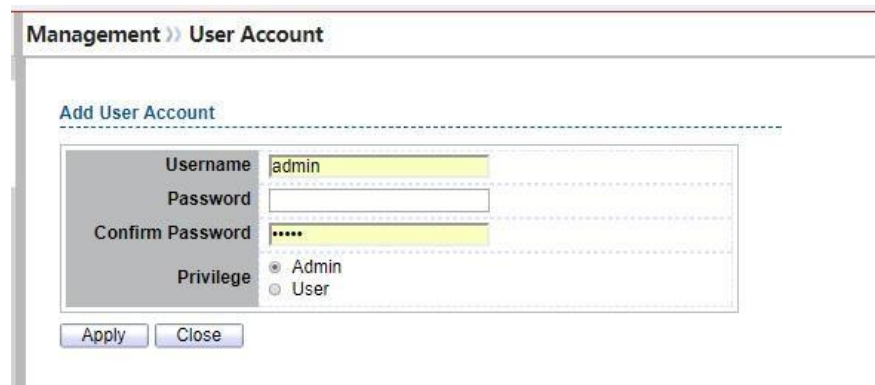 Management » User Account
Add User Account
Username admin
Password
Confirm Password •••••
Privilege Admin
User
Apply Close